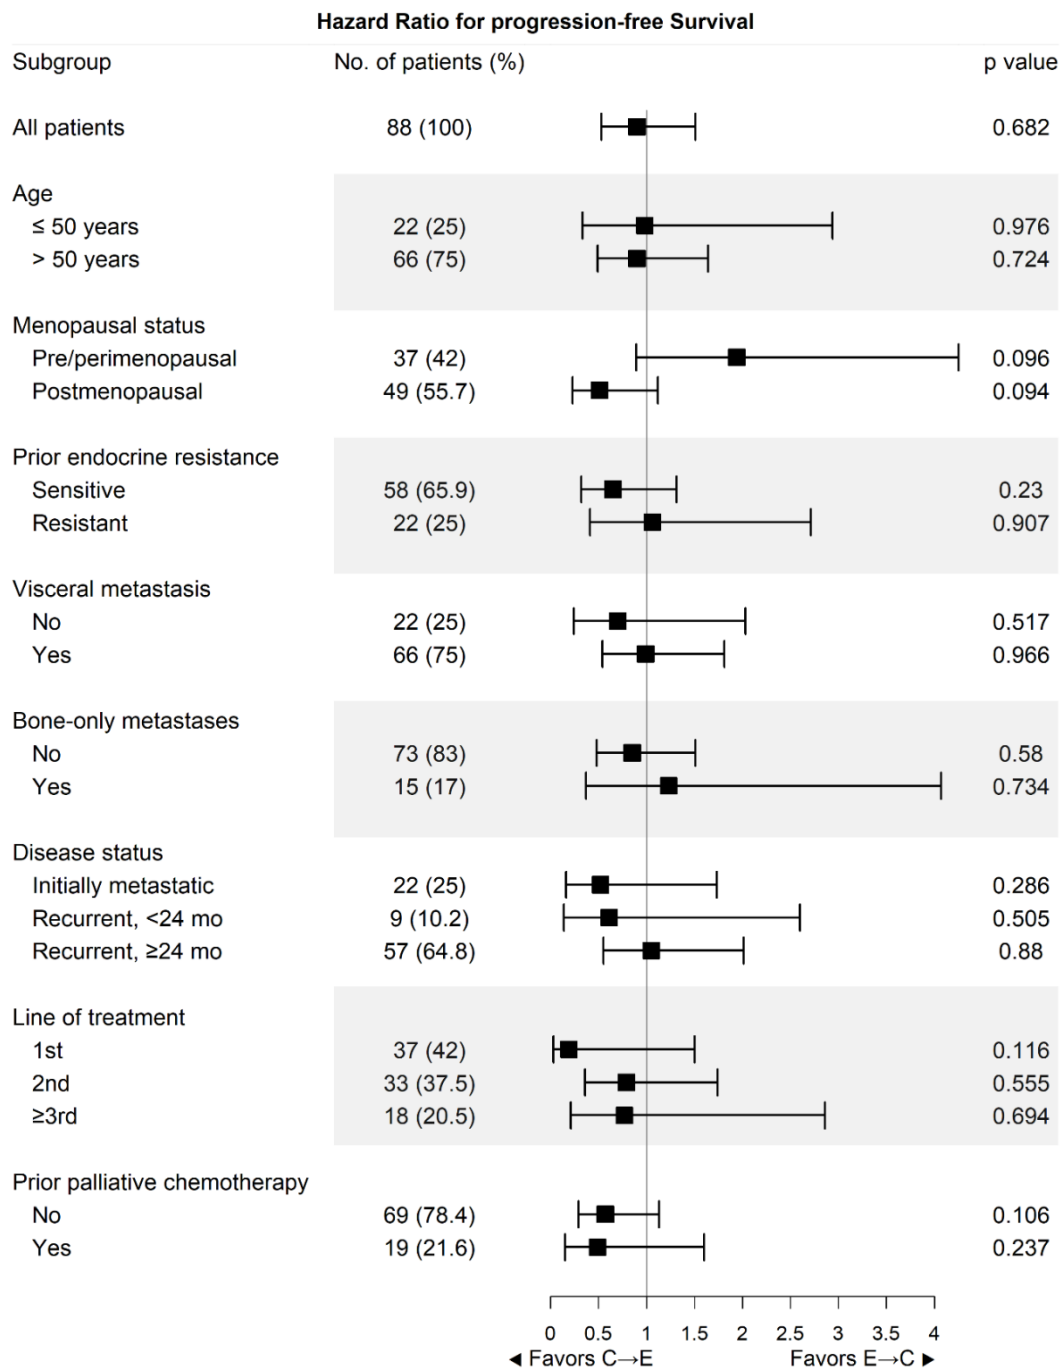 Hazard Ratio for progression-free Survival
Subgroup No. of patients (%) p value
All patients 88 (100) 0.682
Age
≤ 50 years 22 (25) 0.976
> 50 years 66 (75) 0.724
Menopausal status
Pre/perimenopausal 37 (42) 0.096
Postmenopausal 49 (55.7) 0.094
Prior endocrine resistance
Sensitive 58 (65.9) 0.23
Resistant 22 (25) 0.907
Visceral metastasis
No 22 (25) 0.517
Yes 66 (75) 0.966
Bone-only metastases
No 73 (83) 0.58
Yes 15 (17) 0.734
Disease status
Initially metastatic 22 (25) 0.286
Recurrent, <24 mo 9 (10.2) 0.505
Recurrent, ≥24 mo 57 (64.8) 0.88
Line of treatment
1st 37 (42) 0.116
2nd 33 (37.5) 0.555
≥3rd 18 (20.5) 0.694
Prior palliative chemotherapy
No 69 (78.4) 0.106
Yes 19 (21.6) 0.237
0 0.5 1 1.5 2 2.5 3 3.5 4
◄ Favors C→E Favors E→C ►